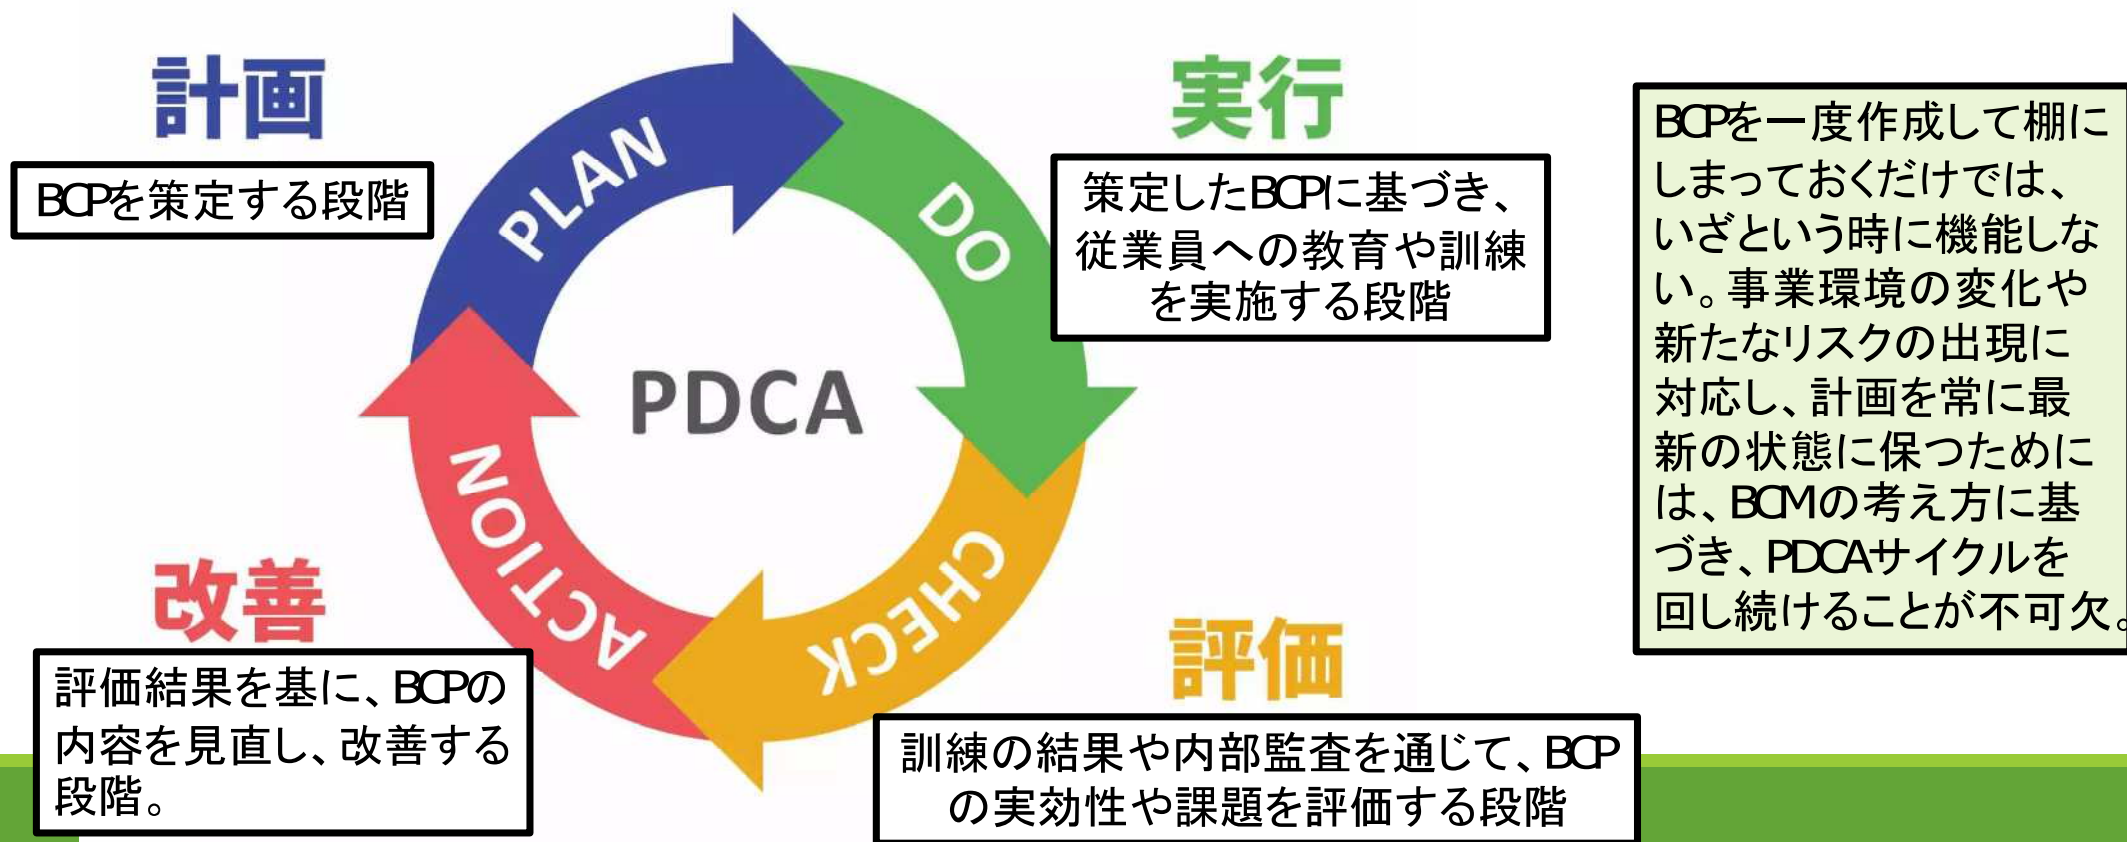 計画
BCPを策定する段階
実行
策定したBCPに基づき、
従業員への教育や訓練
を実施する段階
PLAN
DO
PDCA
CHECK
ACTION
改善
評価結果を基に、BCPの
内容を見直し、改善する
段階。
評価
訓練の結果や内部監査を通じて、BCP
の実効性や課題を評価する段階
BCPを一度作成して棚に
しまっておくだけでは、
いざという時に機能しな
い。事業環境の変化や
新たなリスクの出現に
対応し、計画を常に最
新の状態に保つために
は、BCMの考え方に基
づき、PDCAサイクルを
回し続けることが不可欠。